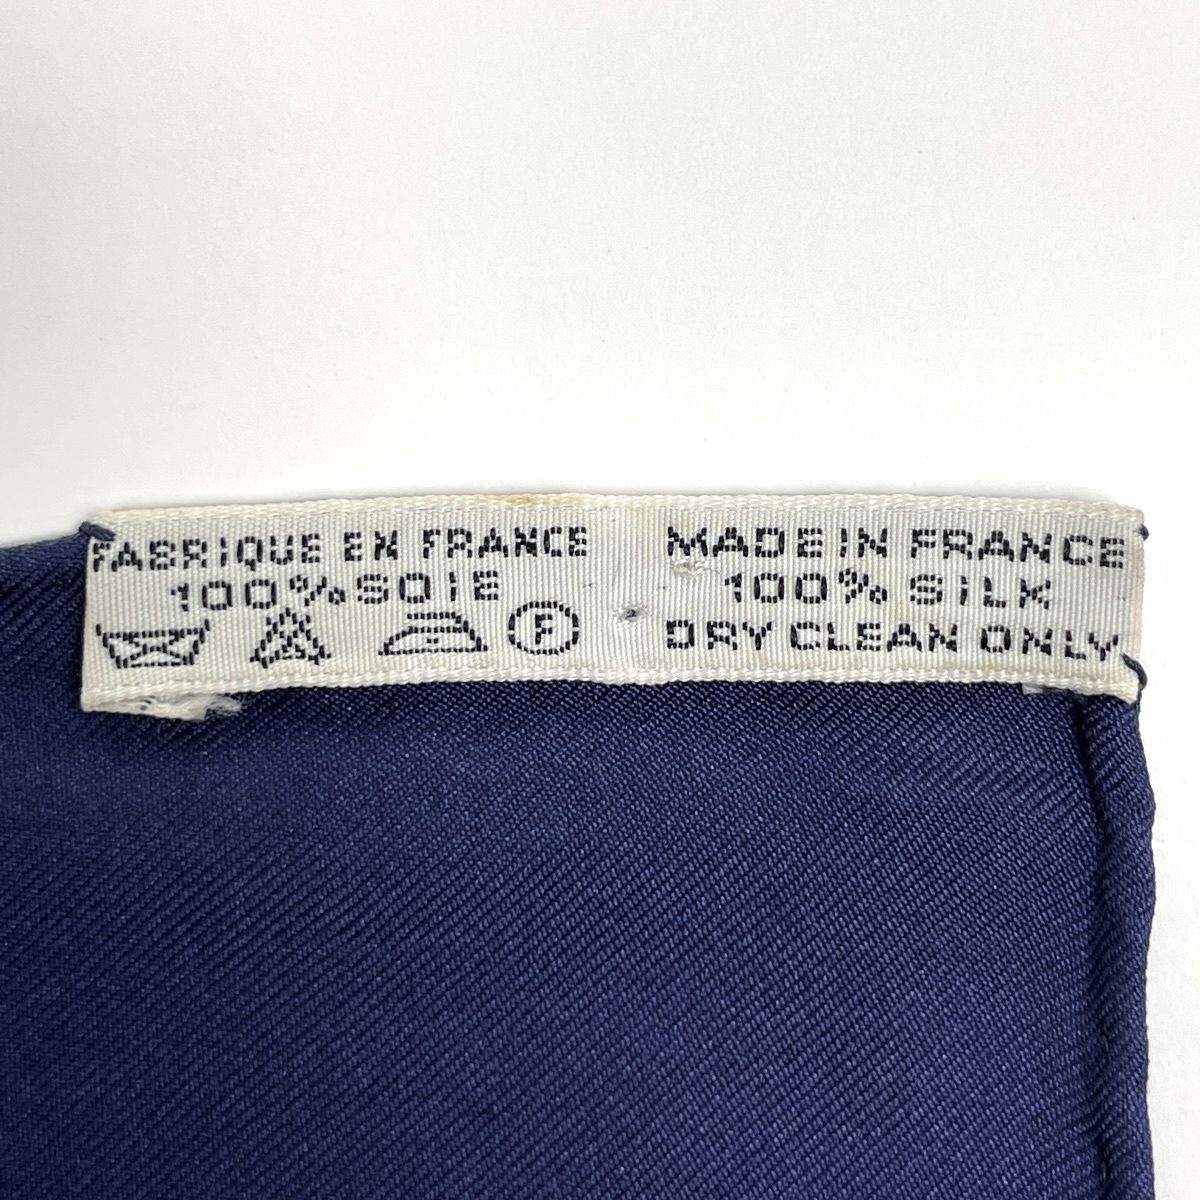 FABRIQUE EN FRANCE
100% SOIE
P
MADE IN FRANCE
100% SILK
DRY CLEAN ONLY